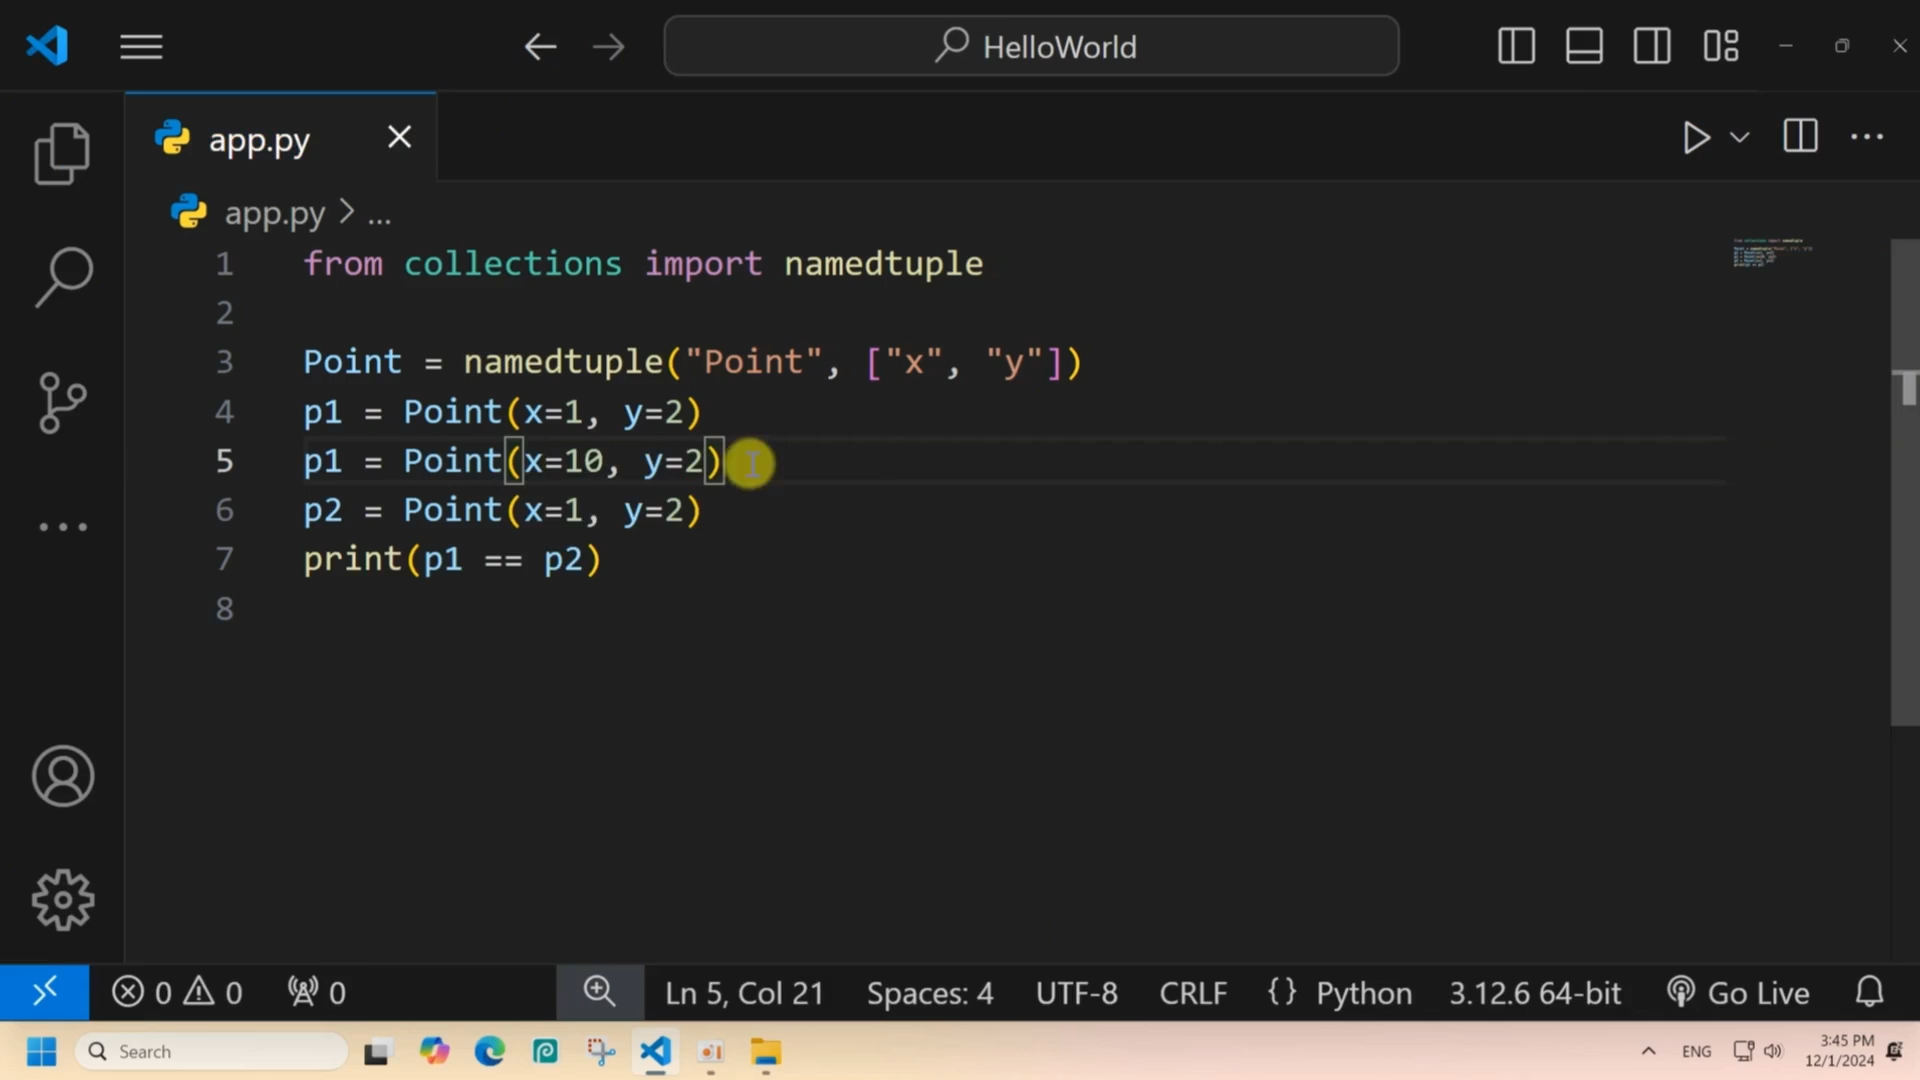 HelloWorld
app.py
app.py > ...
1 from collections import namedtuple
2
3 Point = namedtuple("Point", ["x", "y"])
4 p1 = Point(x=1, y=2)
5 p1 = Point(x=10, y=2)
6 p2 = Point(x=1, y=2)
7 print(p1 == p2)
8
0 0 0 Ln 5, Col 21 Spaces: 4 UTF-8 CRLF {} Python 3.12.6 64-bit Go Live
Search ENG 3:45 PM
12/1/2024